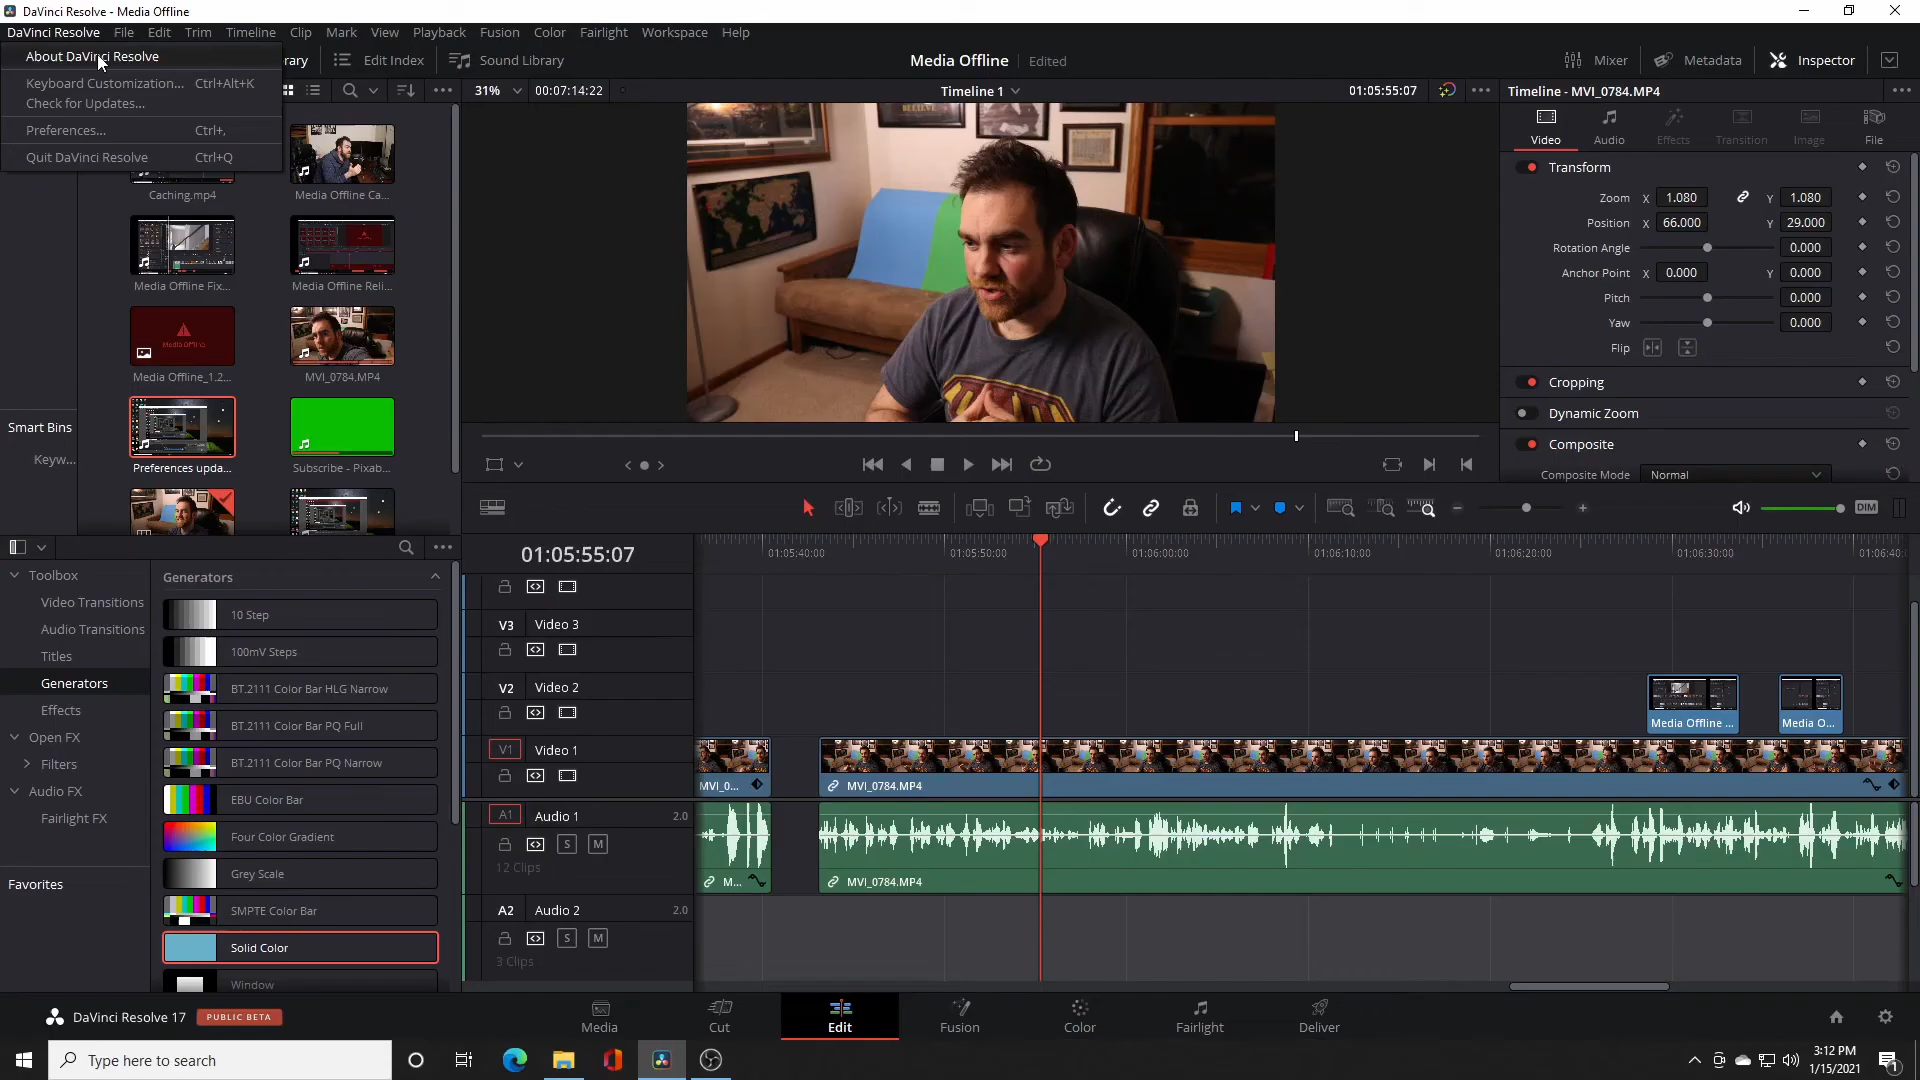 DaVinci Resolve - Media Offline
DaVinci Resolve File Edit Trim Timeline Clip Mark View Playback Fusion Color Fairlight Workspace Help
About DaVinci Resolve
Keyboard Customization... Ctrl+Alt+K
Check for Updates...
Preferences... Ctrl+,
Quit DaVinci Resolve Ctrl+Q
rary Edit Index Sound Library
Media Offline Edited
Mixer Metadata Inspector
31% 00:07:14:22 Timeline 1 01:05:55:07
Timeline - MVI_0784.MP4
Caching.mp4 Media Offline Ca...
Media Offline Fix... Media Offline Reli...
Media Offline
Media Offline_1.2... MVI_0784.MP4
Preferences upda... Subscribe - Pixab...
Smart Bins
Keyw...
Video Audio Effects Transition Image File
Transform
Zoom X 1.080 Y 1.080
Position X 66.000 Y 29.000
Rotation Angle 0.000
Anchor Point X 0.000 Y 0.000
Pitch 0.000
Yaw 0.000
Flip
Cropping
Dynamic Zoom
Composite
Composite Mode Normal
DIM
Toolbox
Video Transitions
Audio Transitions
Titles
Generators
Effects
Open FX
Filters
Audio FX
Fairlight FX
Favorites
Generators
10 Step
100mV Steps
BT.2111 Color Bar HLG Narrow
BT.2111 Color Bar PQ Full
BT.2111 Color Bar PQ Narrow
EBU Color Bar
Four Color Gradient
Grey Scale
SMPTE Color Bar
Solid Color
Window
01:05:55:07
01:05:40:00 01:05:50:00 01:06:00:00 01:06:10:00 01:06:20:00 01:06:30:00 01:06:40:
V3 Video 3
V2 Video 2
Media Offline ... Media O...
V1 Video 1
MVI_0... MVI_0784.MP4
A1 Audio 1 2.0
S M
12 Clips
M... MVI_0784.MP4
A2 Audio 2 2.0
S M
3 Clips
DaVinci Resolve 17 PUBLIC BETA
Media Cut Edit Fusion Color Fairlight Deliver
Type here to search
3:12 PM
1/15/2021
1